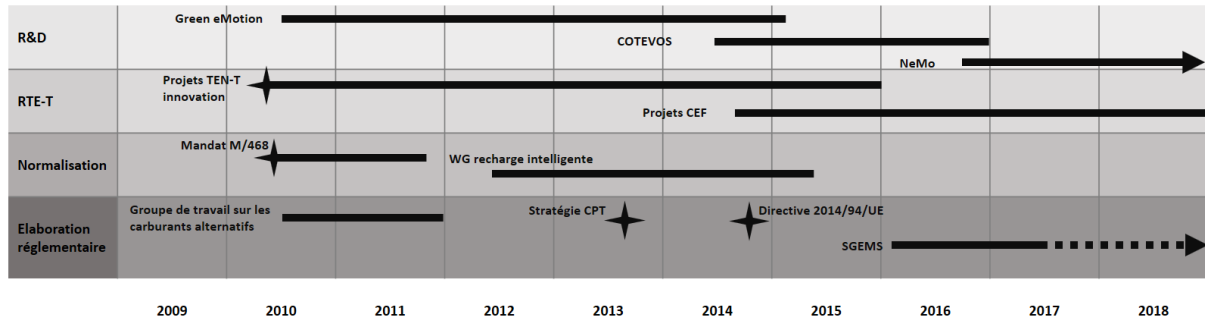 R&D
Green eMotion
COTEVOS
NeMo
RTE-T
Projets TEN-T
innovation
Projets CEF
Normalisation
Mandat M/468
WG recharge intelligente
Elaboration
réglementaire
Groupe de travail sur les
carburants alternatifs
Stratégie CPT
Directive 2014/94/UE
SGEMS
2009 2010 2011 2012 2013 2014 2015 2016 2017 2018